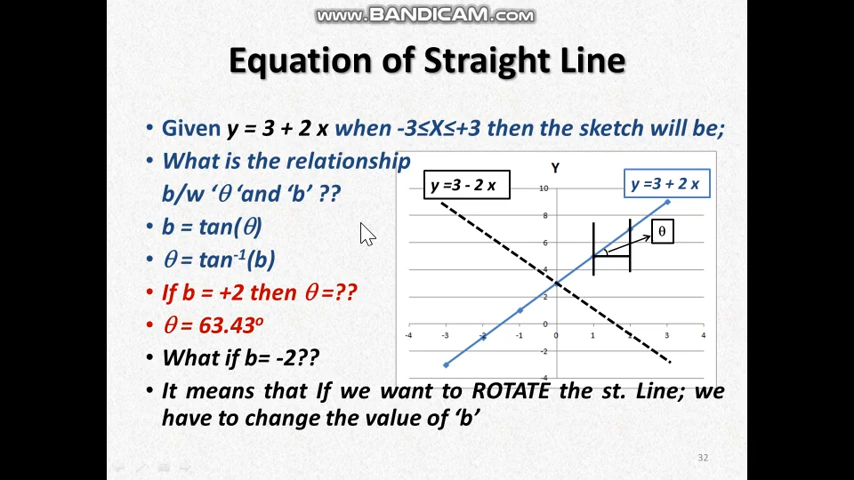 www.BANDICAM.com
Equation of Straight Line
• Given y = 3 + 2 x when -3≤X≤+3 then the sketch will be;
• What is the relationship
b/w ‘θ ‘and ‘b’ ??
• b = tan(θ)
• θ = tan⁻¹(b)
• If b = +2 then θ =??
• θ = 63.43º
• What if b= -2??
• It means that If we want to ROTATE the st. Line; we
have to change the value of ‘b’
Y
y =3 - 2 x
y =3 + 2 x
θ
10
8
6
4
2
0
-2
-4
-4 -3 -2 -1 0 1 2 3 4
32